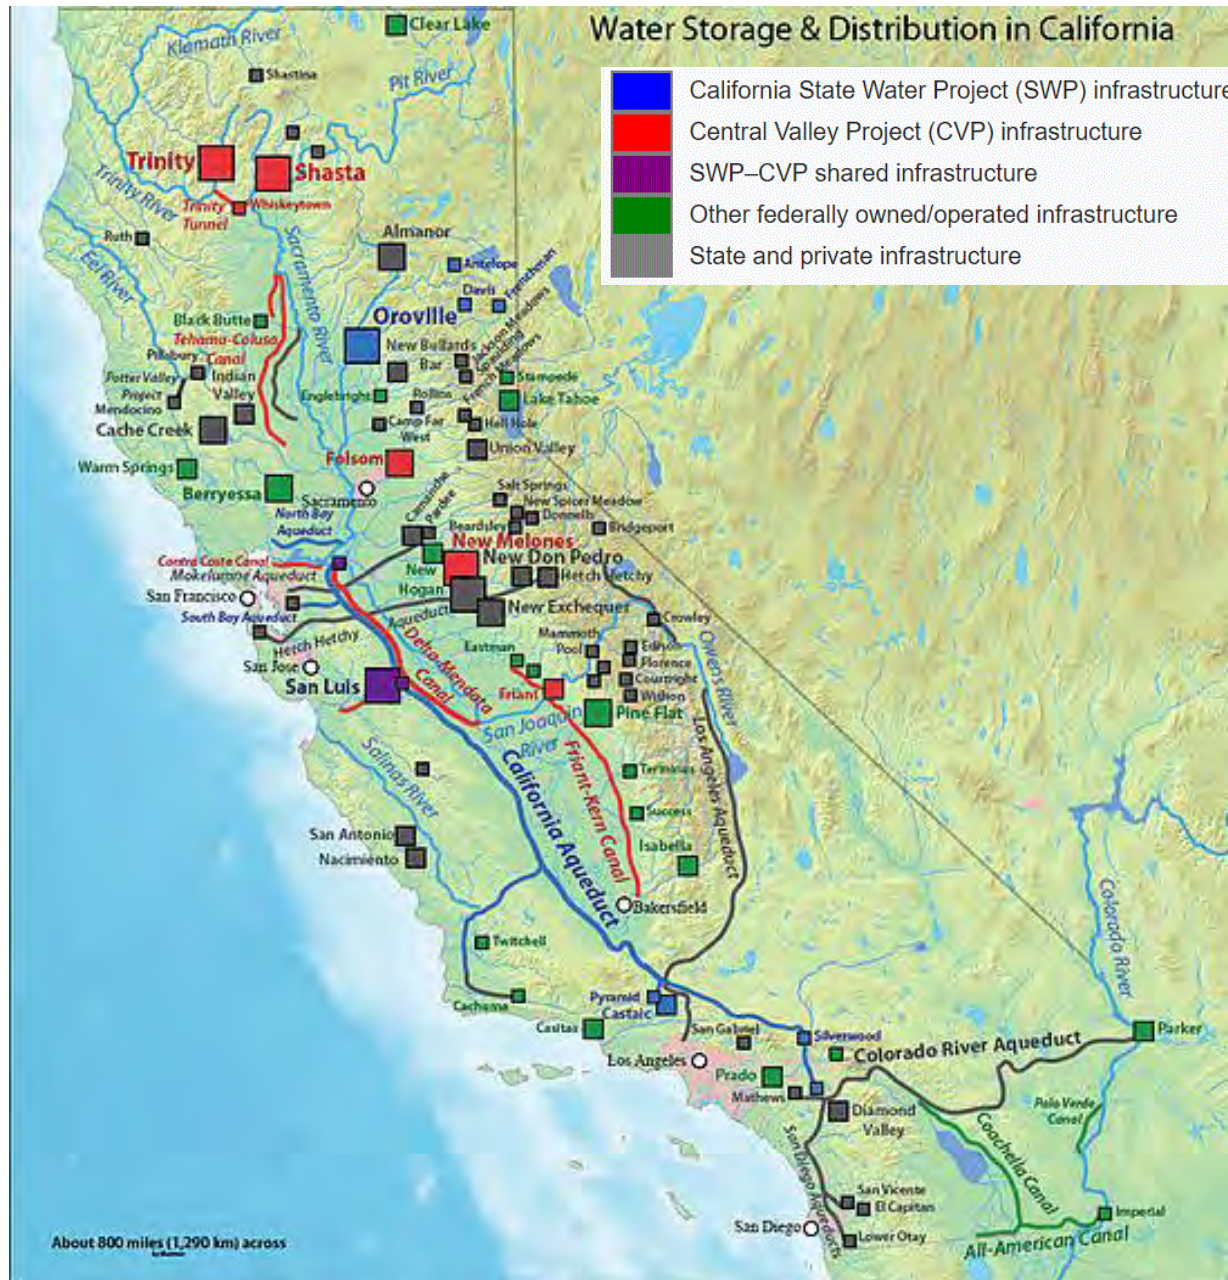 Water Storage & Distribution in California
California State Water Project (SWP) infrastructure
Central Valley Project (CVP) infrastructure
SWP–CVP shared infrastructure
Other federally owned/operated infrastructure
State and private infrastructure
Clear Lake
Klamath River
Shastina
Pit River
Trinity
Shasta
Trinity River
Trinity
Tunnel
Whiskeytown
Ruth
Eel River
Sacramento River
Almanor
Antelope
Davis
Frenchman
Black Butte
Tehama-Colusa
Canal
Oroville
New Bullards
Bar
Jackson Meadows
Spaulding
French Meadows
Pillsbury
Potter Valley
Project
Indian
Valley
Mendocino
Stampede
Englebright
Rollins
Lake Tahoe
Cache Creek
Camp Far
West
Hell Hole
Union Valley
Warm Springs
Folsom
Berryessa
Sacramento
Camanche
Pardee
Salt Springs
New Spicer Meadow
Donnells
Beardsley
Bridgeport
North Bay
Aqueduct
New Melones
New Don Pedro
Contra Costa Canal
Mokelumne Aqueduct
New
Hogan
Hetch Hetchy
San Francisco
New Exchequer
South Bay Aqueduct
Hetch Hetchy
Aqueduct
Crowley
Mammoth
Pool
Edison
Florence
Courtright
Wishon
Owens River
Eastman
San Jose
Delta-Mendota
Canal
San Luis
Friant
Pine Flat
San Joaquin
River
Salinas River
California Aqueduct
Friant-Kern Canal
Los Angeles Aqueduct
Terminus
Success
San Antonio
Nacimiento
Isabella
Bakersfield
Colorado River
Twitchell
Cachuma
Pyramid
Castaic
Casitas
San Gabriel
Silverwood
Los Angeles
Colorado River Aqueduct
Parker
Prado
Mathews
Diamond
Valley
Palo Verde
Canal
Coachella Canal
San Diego Aqueducts
San Vicente
El Capitan
San Diego
Lower Otay
Imperial
All-American Canal
About 800 miles (1,290 km) across